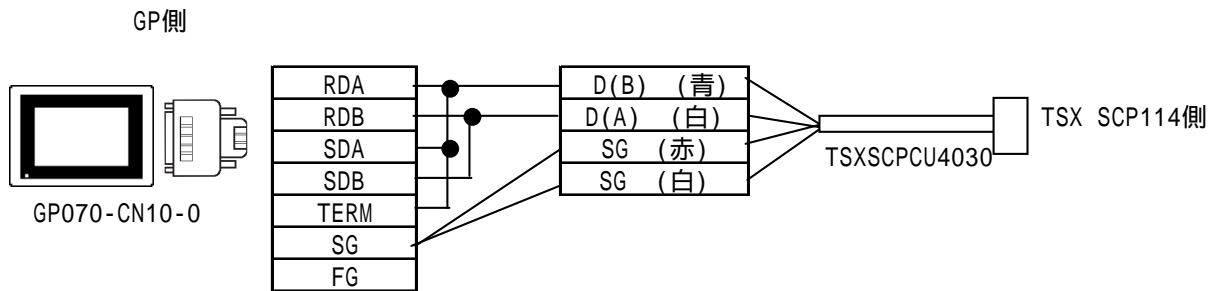 GP側
RDA
RDB
SDA
SDB
TERM
SG
FG
D(B) (青)
D(A) (白)
SG (赤)
SG (白)
TSX SCP114側
TSXSCPCU4030
GP070-CN10-0